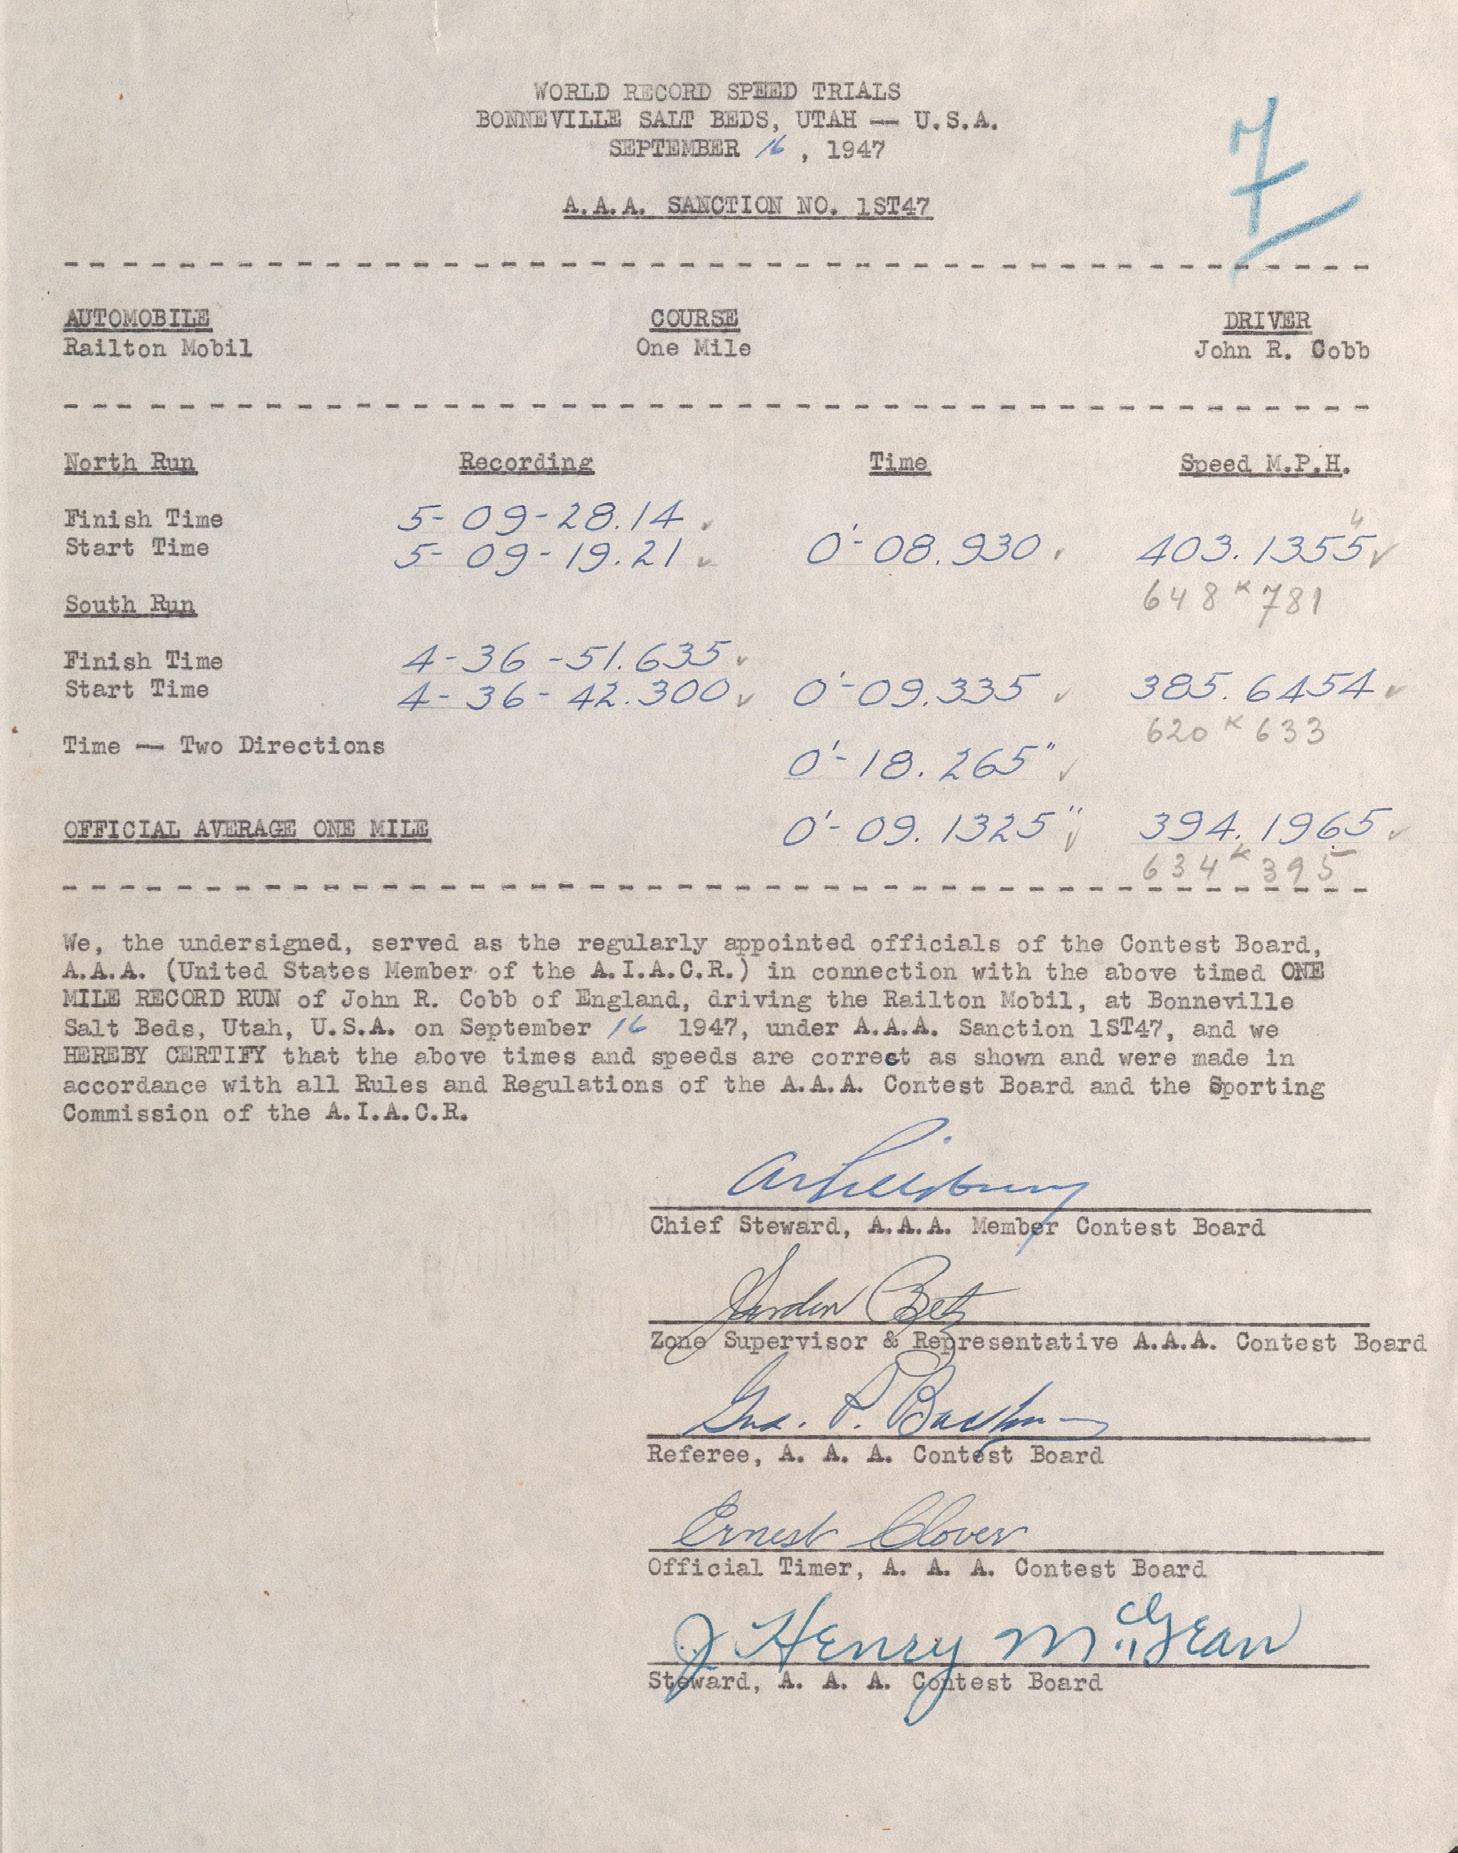 WORLD RECORD SPEED TRIALS
BONNEVILLE SALT BEDS, UTAH -- U.S.A.
SEPTEMBER 16, 1947
7
A.A.A. SANCTION NO. 1ST47
AUTOMOBILE COURSE DRIVER
Railton Mobil One Mile John R. Cobb
North Run Recording Time Speed M.P.H.
Finish Time 5-09-28.14
4
Start Time 5-09-19.21 0'-08.930 403.1355
648 K 781
South Run
Finish Time 4-36-51.635
Start Time 4-36-42.300 0'-09.335 385.6454
620 K 633
Time -- Two Directions 0'-18.265"
OFFICIAL AVERAGE ONE MILE 0'-09.1325" 394.1965
634 K 395
We, the undersigned, served as the regularly appointed officials of the Contest Board,
A.A.A. (United States Member of the A.I.A.C.R.) in connection with the above timed ONE
MILE RECORD RUN of John R. Cobb of England, driving the Railton Mobil, at Bonneville
Salt Beds, Utah, U.S.A. on September 16 1947, under A.A.A. Sanction 1ST47, and we
HEREBY CERTIFY that the above times and speeds are correct as shown and were made in
accordance with all Rules and Regulations of the A.A.A. Contest Board and the Sporting
Commission of the A.I.A.C.R.
Chief Steward, A.A.A. Member Contest Board
Gordon Betz
Zone Supervisor & Representative A.A.A. Contest Board
Referee, A. A. A. Contest Board
Ernest Clover
Official Timer, A. A. A. Contest Board
J Henry McGean
Steward, A. A. A. Contest Board